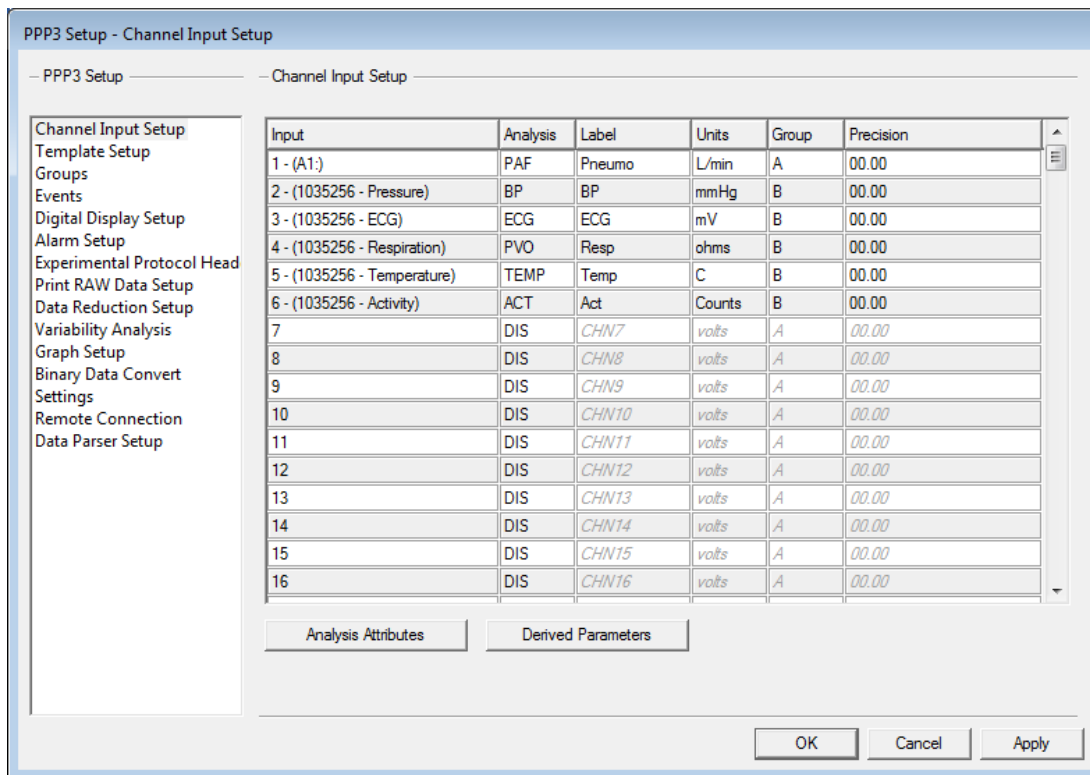 PPP3 Setup - Channel Input Setup
PPP3 Setup
Channel Input Setup
Template Setup
Groups
Events
Digital Display Setup
Alarm Setup
Experimental Protocol Head
Print RAW Data Setup
Data Reduction Setup
Variability Analysis
Graph Setup
Binary Data Convert
Settings
Remote Connection
Data Parser Setup
Channel Input Setup
Input Analysis Label Units Group Precision
1 - (A1:) PAF Pneumo L/min A 00.00
2 - (1035256 - Pressure) BP BP mmHg B 00.00
3 - (1035256 - ECG) ECG ECG mV B 00.00
4 - (1035256 - Respiration) PVO Resp ohms B 00.00
5 - (1035256 - Temperature) TEMP Temp C B 00.00
6 - (1035256 - Activity) ACT Act Counts B 00.00
7 DIS CHN7 volts A 00.00
8 DIS CHN8 volts A 00.00
9 DIS CHN9 volts A 00.00
10 DIS CHN10 volts A 00.00
11 DIS CHN11 volts A 00.00
12 DIS CHN12 volts A 00.00
13 DIS CHN13 volts A 00.00
14 DIS CHN14 volts A 00.00
15 DIS CHN15 volts A 00.00
16 DIS CHN16 volts A 00.00
Analysis Attributes Derived Parameters
OK Cancel Apply